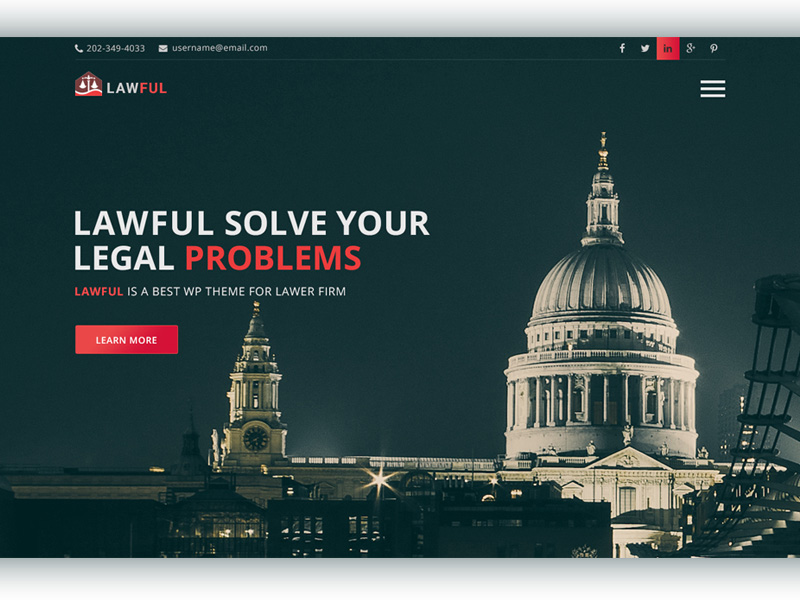 202-349-4033 username@email.com
LAWFUL
LAWFUL SOLVE YOUR
LEGAL PROBLEMS
LAWFUL IS A BEST WP THEME FOR LAWER FIRM
LEARN MORE